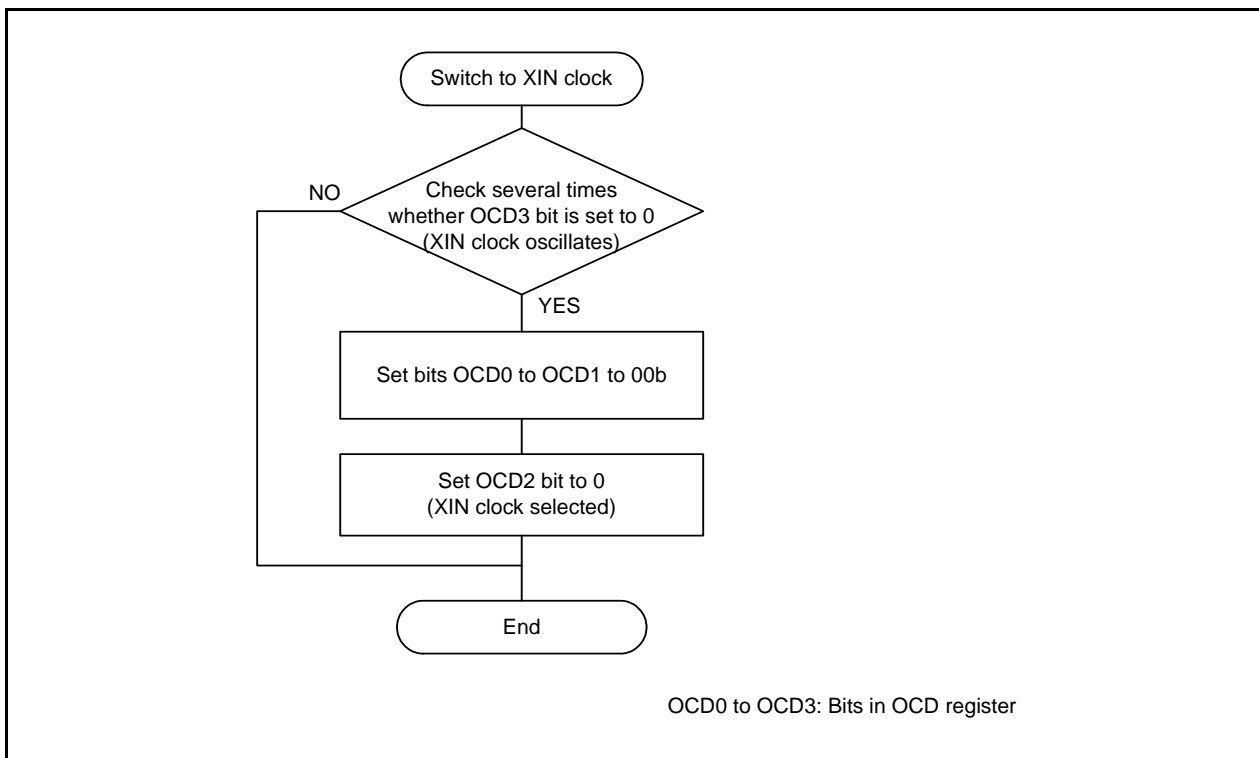 Switch to XIN clock
NO
Check several times
whether OCD3 bit is set to 0
(XIN clock oscillates)
YES
Set bits OCD0 to OCD1 to 00b
Set OCD2 bit to 0
(XIN clock selected)
End
OCD0 to OCD3: Bits in OCD register